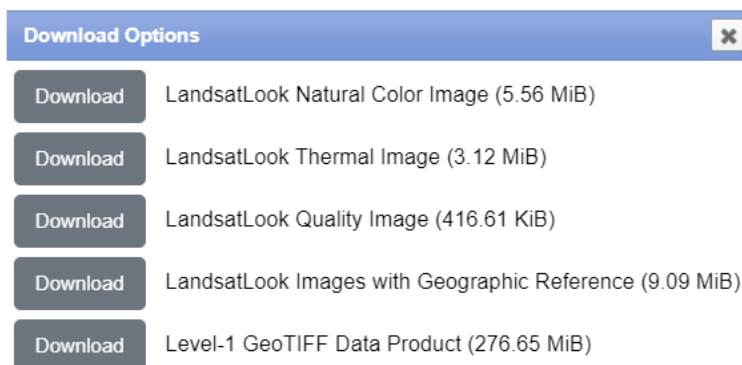 Download Options
Download LandsatLook Natural Color Image (5.56 MiB)
Download LandsatLook Thermal Image (3.12 MiB)
Download LandsatLook Quality Image (416.61 KiB)
Download LandsatLook Images with Geographic Reference (9.09 MiB)
Download Level-1 GeoTIFF Data Product (276.65 MiB)